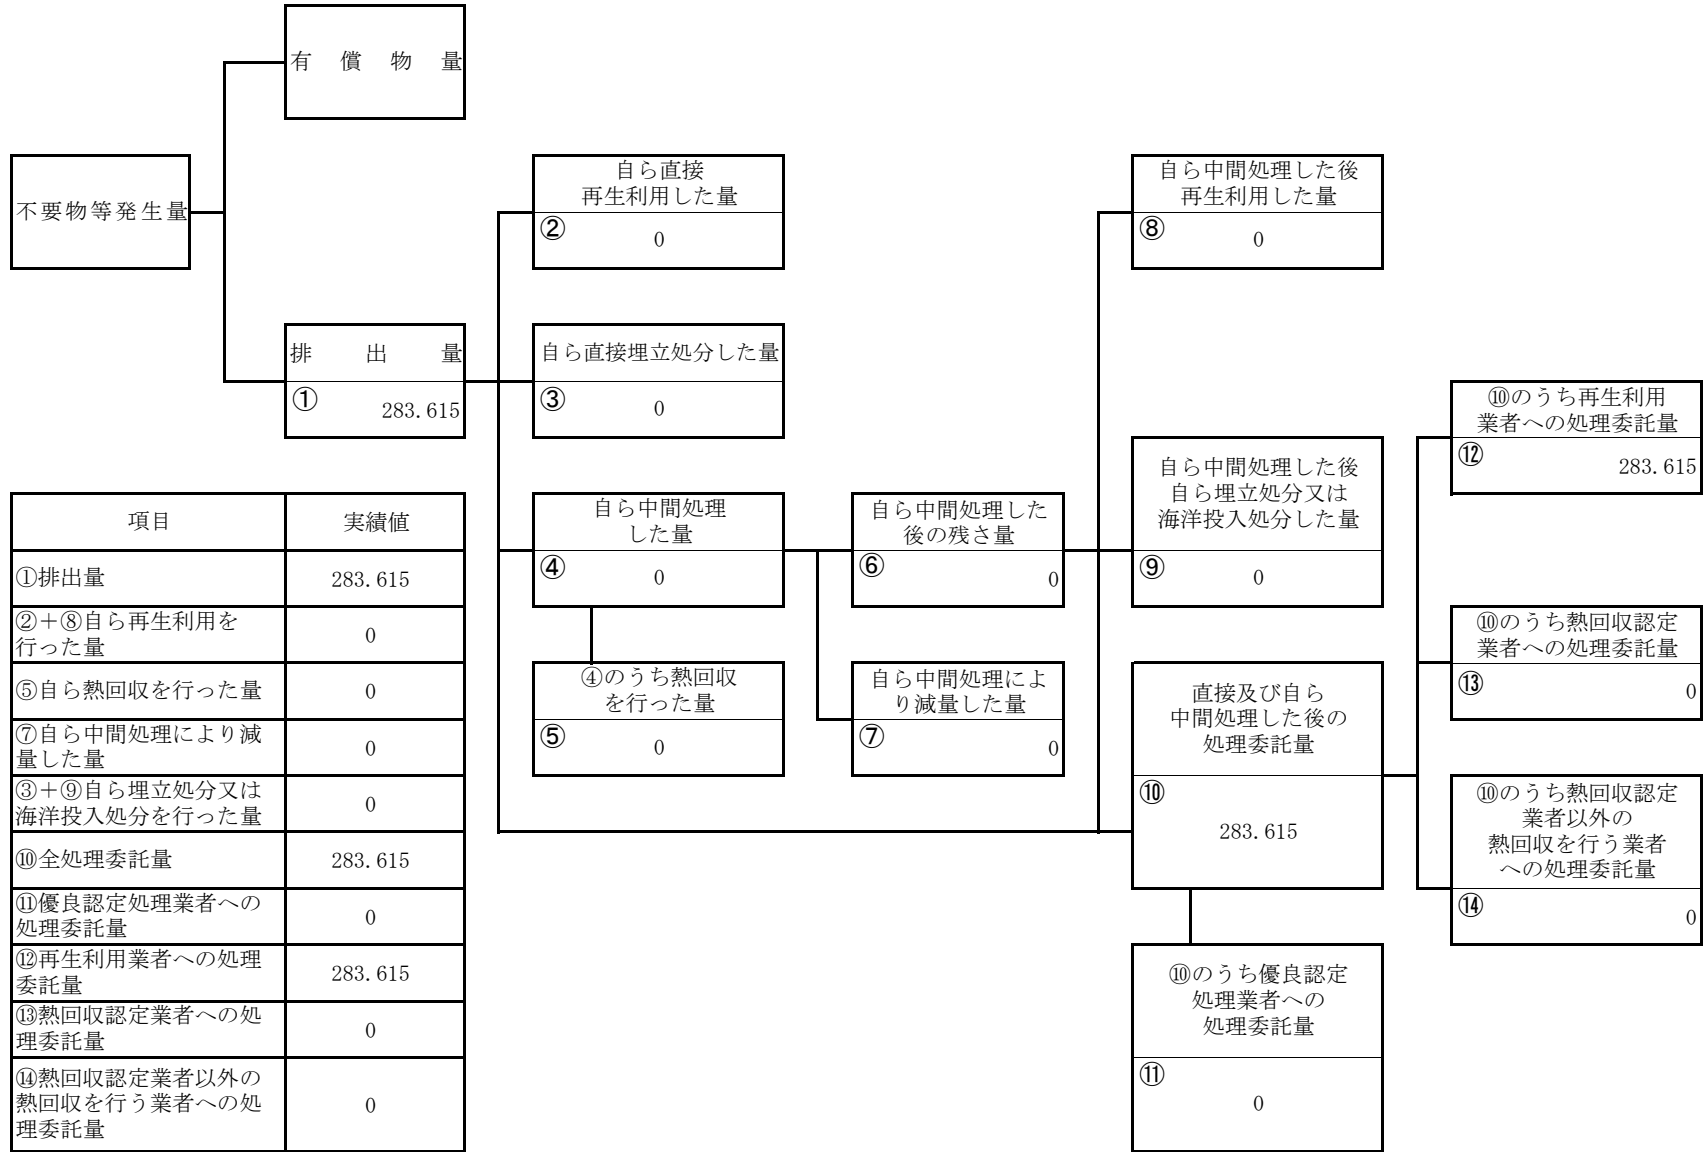 有償物量
不要物等発生量
排出量
①
283.615
自ら直接
再生利用した量
②
0
自ら直接埋立処分した量
③
0
自ら中間処理
した量
④
0
④のうち熱回収
を行った量
⑤
0
自ら中間処理した
後の残さ量
⑥
0
自ら中間処理によ
り減量した量
⑦
0
自ら中間処理した後
再生利用した量
⑧
0
自ら中間処理した後
自ら埋立処分又は
海洋投入処分した量
⑨
0
直接及び自ら
中間処理した後の
処理委託量
⑩
283.615
⑩のうち優良認定
処理業者への
処理委託量
⑪
0
⑩のうち再生利用
業者への処理委託量
⑫
283.615
⑩のうち熱回収認定
業者への処理委託量
⑬
0
⑩のうち熱回収認定
業者以外の
熱回収を行う業者
への処理委託量
⑭
0
項目 実績値
①排出量 283.615
②＋⑧自ら再生利用を
行った量 0
⑤自ら熱回収を行った量 0
⑦自ら中間処理により減
量した量 0
③＋⑨自ら埋立処分又は
海洋投入処分を行った量 0
⑩全処理委託量 283.615
⑪優良認定処理業者への
処理委託量 0
⑫再生利用業者への処理
委託量 283.615
⑬熱回収認定業者への処
理委託量 0
⑭熱回収認定業者以外の
熱回収を行う業者への処
理委託量 0